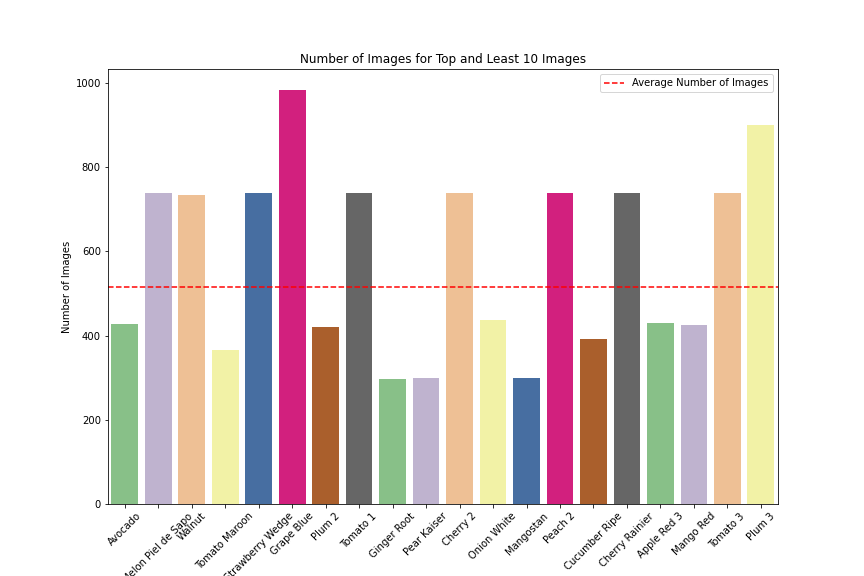 Number of Images for Top and Least 10 Images
Average Number of Images
Number of Images
1000
800
600
400
200
0
Avocado
Melon Piel de Sapo
Walnut
Tomato Maroon
Strawberry Wedge
Grape Blue
Plum 2
Tomato 1
Ginger Root
Pear Kaiser
Cherry 2
Onion White
Mangostan
Peach 2
Cucumber Ripe
Cherry Rainier
Apple Red 3
Mango Red
Tomato 3
Plum 3